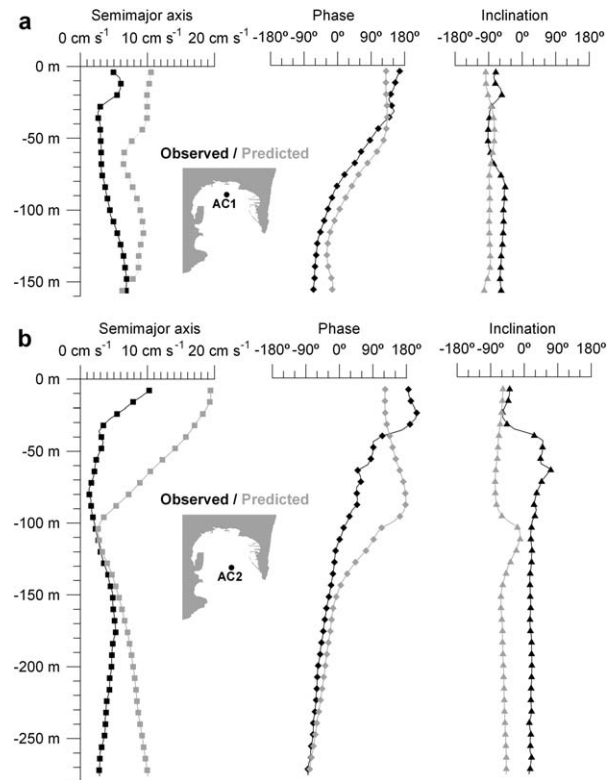 a
Semimajor axis Phase Inclination
0 cm s-1 10 cm s-1 20 cm s-1 -180º -90º 0º 90º 180º -180º -90º 0º 90º 180º
0 m
-50 m
Observed / Predicted
AC1
-100 m
-150 m
b
Semimajor axis Phase Inclination
0 cm s-1 10 cm s-1 20 cm s-1 -180º -90º 0º 90º 180º -180º -90º 0º 90º 180º
0 m
-50 m
Observed / Predicted
-100 m
AC2
-150 m
-200 m
-250 m